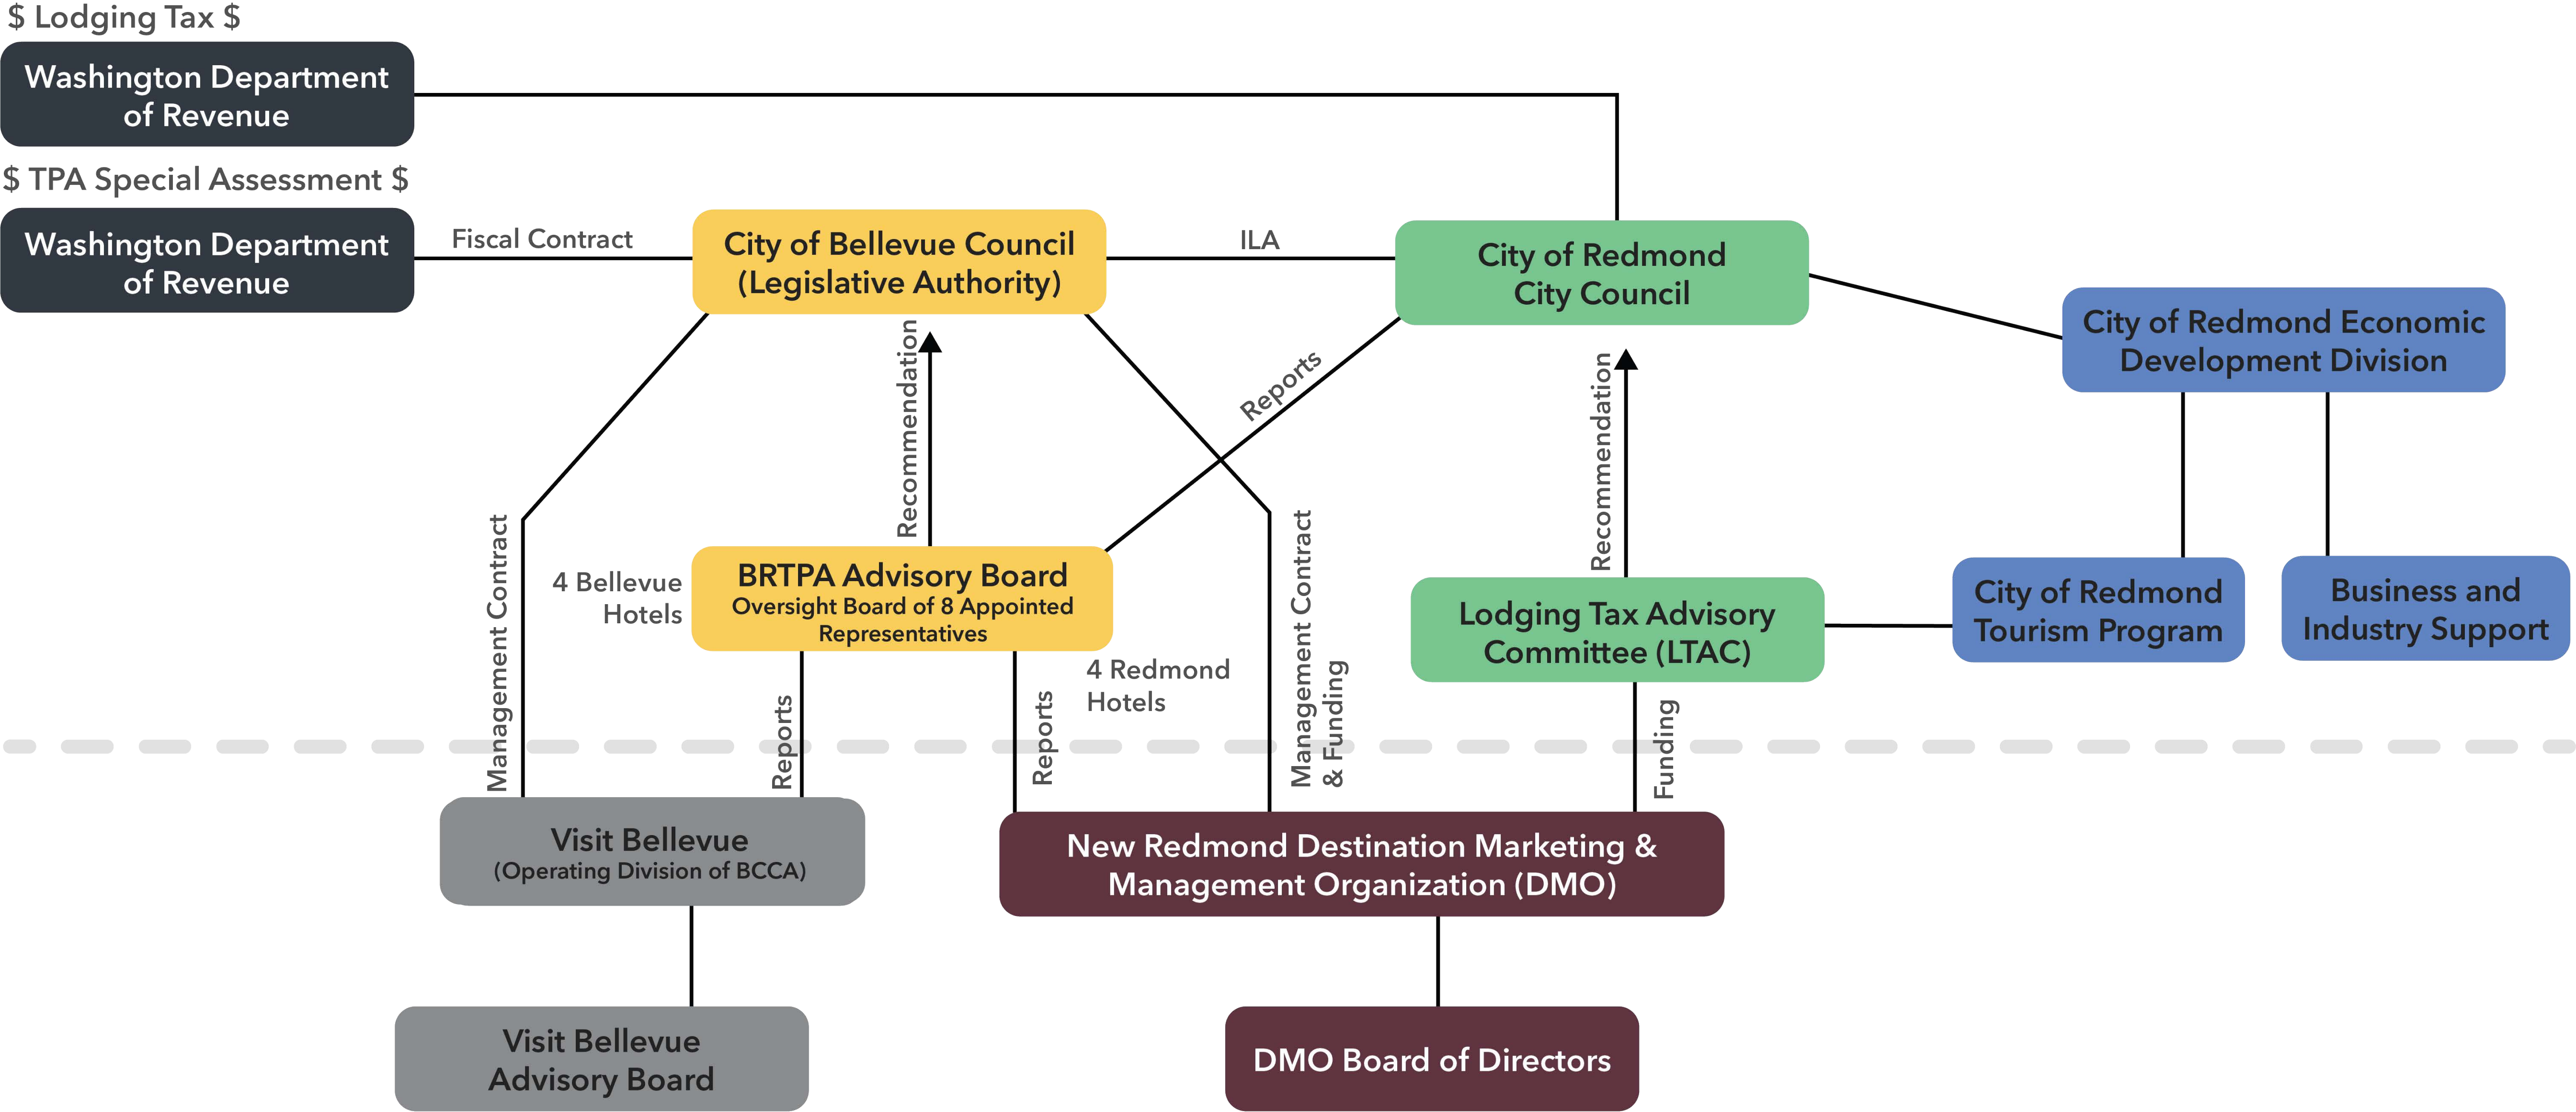 $ Lodging Tax $
Washington Department
of Revenue
$ TPA Special Assessment $
Washington Department
of Revenue
Fiscal Contract
City of Bellevue Council
(Legislative Authority)
ILA
City of Redmond
City Council
City of Redmond Economic
Development Division
Recommendation
Reports
Recommendation
Management Contract
4 Bellevue
Hotels
BRTPA Advisory Board
Oversight Board of 8 Appointed
Representatives
4 Redmond
Hotels
Management Contract
& Funding
Lodging Tax Advisory
Committee (LTAC)
City of Redmond
Tourism Program
Business and
Industry Support
Reports
Reports
Funding
Visit Bellevue
(Operating Division of BCCA)
New Redmond Destination Marketing &
Management Organization (DMO)
Visit Bellevue
Advisory Board
DMO Board of Directors